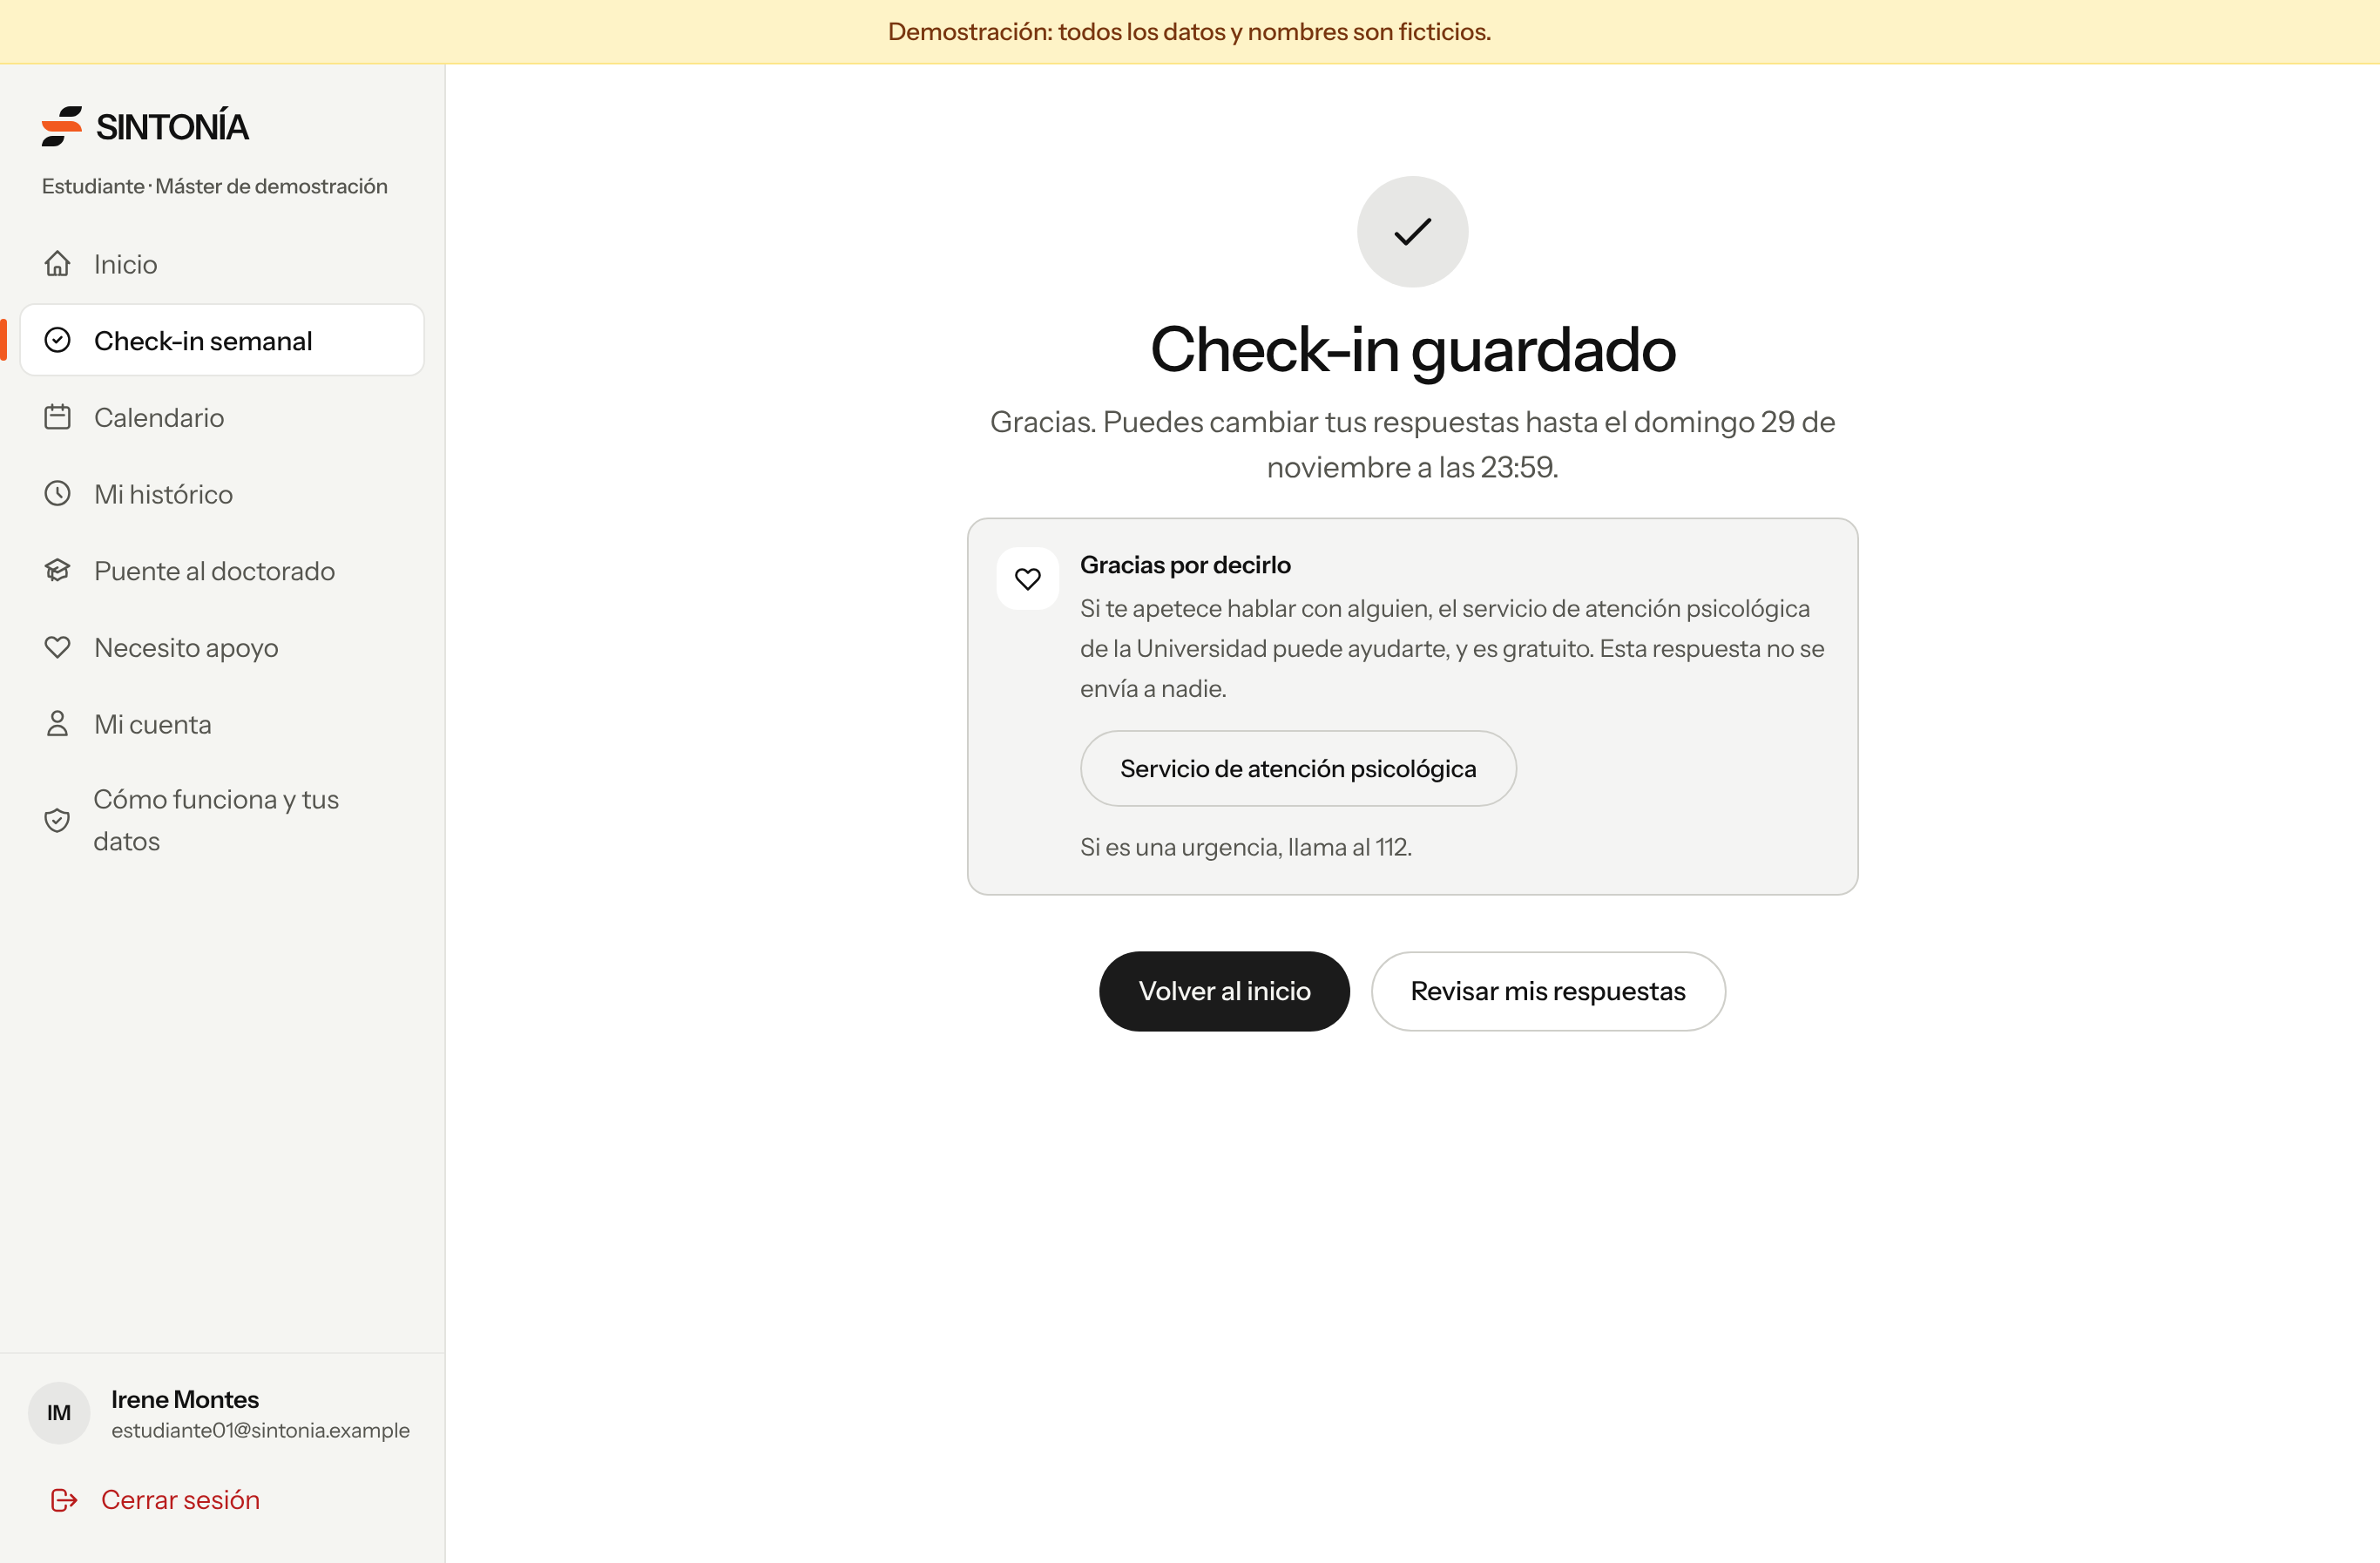 Demostración: todos los datos y nombres son ficticios.
SINTONÍA
Estudiante · Máster de demostración
Inicio
Check-in semanal
Calendario
Mi histórico
Puente al doctorado
Necesito apoyo
Mi cuenta
Cómo funciona y tus
datos
Irene Montes
IM
estudiante01@sintonia.example
Cerrar sesión
Check-in guardado
Gracias. Puedes cambiar tus respuestas hasta el domingo 29 de
noviembre a las 23:59.
Gracias por decirlo
Si te apetece hablar con alguien, el servicio de atención psicológica
de la Universidad puede ayudarte, y es gratuito. Esta respuesta no se
envía a nadie.
Servicio de atención psicológica
Si es una urgencia, llama al 112.
Volver al inicio
Revisar mis respuestas